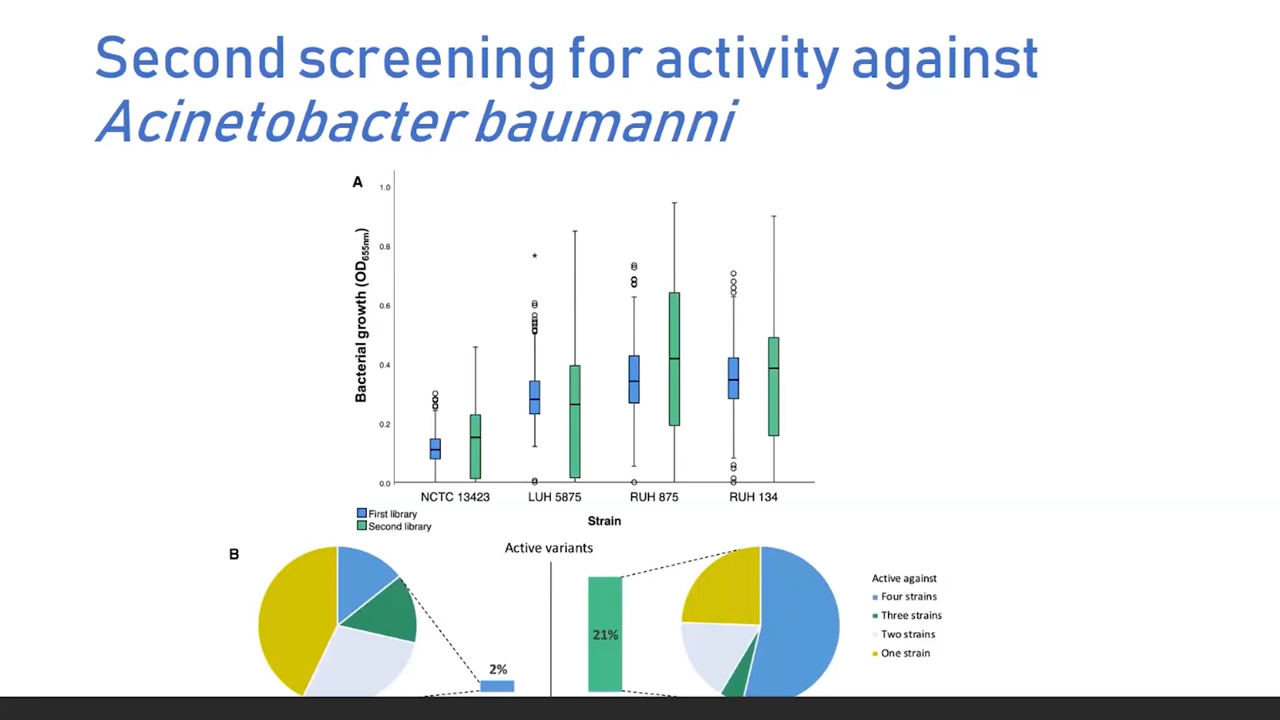 Second screening for activity against
Acinetobacter baumanni
A
1.0
0.8
0.6
0.4
0.2
0.0
Bacterial growth (OD655nm)
*
NCTC 13423 LUH 5875 RUH 875 RUH 134
Strain
First library
Second library
B
Active variants
2%
21%
Active against
Four strains
Three strains
Two strains
One strain